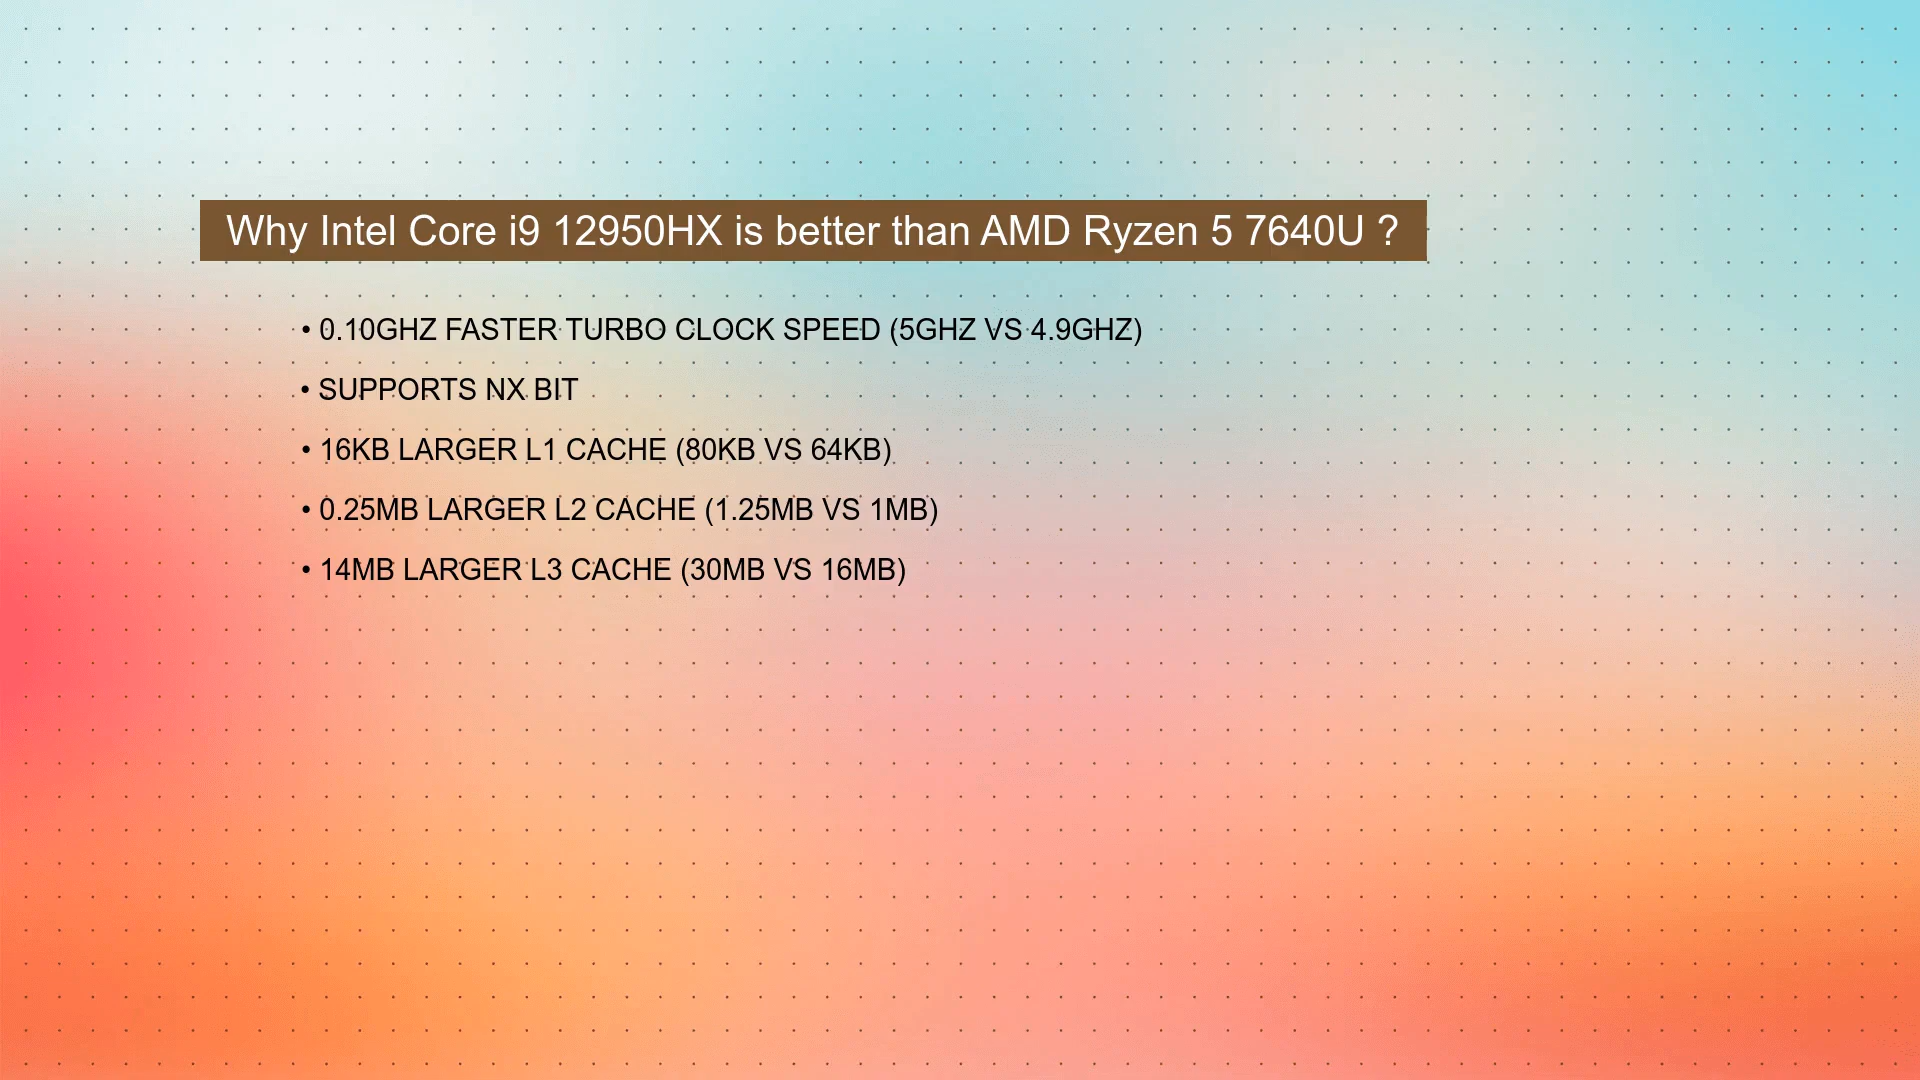 Why Intel Core i9 12950HX is better than AMD Ryzen 5 7640U ?
• 0.10GHZ FASTER TURBO CLOCK SPEED (5GHZ VS 4.9GHZ)
• SUPPORTS NX BIT
• 16KB LARGER L1 CACHE (80KB VS 64KB)
• 0.25MB LARGER L2 CACHE (1.25MB VS 1MB)
• 14MB LARGER L3 CACHE (30MB VS 16MB)